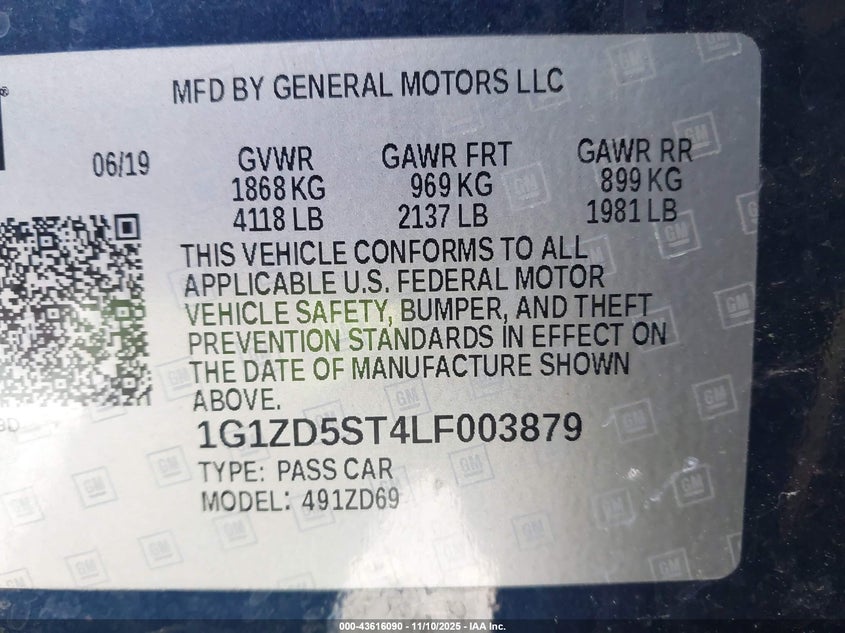 MFD BY GENERAL MOTORS LLC
®
06/19
GVWR
1868 KG
4118 LB
GAWR FRT
969 KG
2137 LB
GAWR RR
899 KG
1981 LB
THIS VEHICLE CONFORMS TO ALL
APPLICABLE U.S. FEDERAL MOTOR
VEHICLE SAFETY, BUMPER, AND THEFT
PREVENTION STANDARDS IN EFFECT ON
THE DATE OF MANUFACTURE SHOWN
ABOVE.
1G1ZD5ST4LF003879
TYPE: PASS CAR
MODEL: 491ZD69
GM
000-43616090 - 11/10/2025 - IAA Inc.